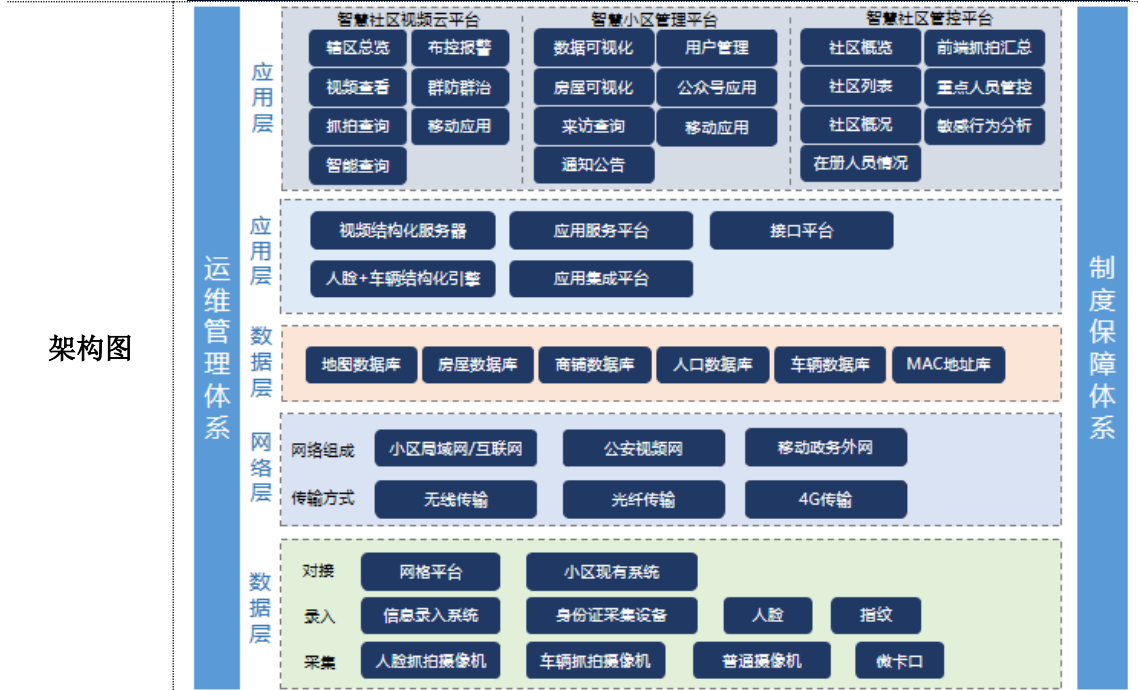 架构图
运维管理体系
应用层
智慧社区视频云平台
辖区总览 布控报警
视频查看 群防群治
抓拍查询 移动应用
智能查询
智慧小区管理平台
数据可视化 用户管理
房屋可视化 公众号应用
来访查询 移动应用
通知公告
智慧社区管控平台
社区概览 前端抓拍汇总
社区列表 重点人员管控
社区概况 敏感行为分析
在册人员情况
应用层
视频结构化服务器 应用服务平台 接口平台
人脸+车辆结构化引擎 应用集成平台
数据层
地图数据库 房屋数据库 商铺数据库 人口数据库 车辆数据库 MAC地址库
网络层
网络组成 小区局域网/互联网 公安视频网 移动政务外网
传输方式 无线传输 光纤传输 4G传输
数据层
对接 网格平台 小区现有系统
录入 信息录入系统 身份证采集设备 人脸 指纹
采集 人脸抓拍摄像机 车辆抓拍摄像机 普通摄像机 微卡口
制度保障体系